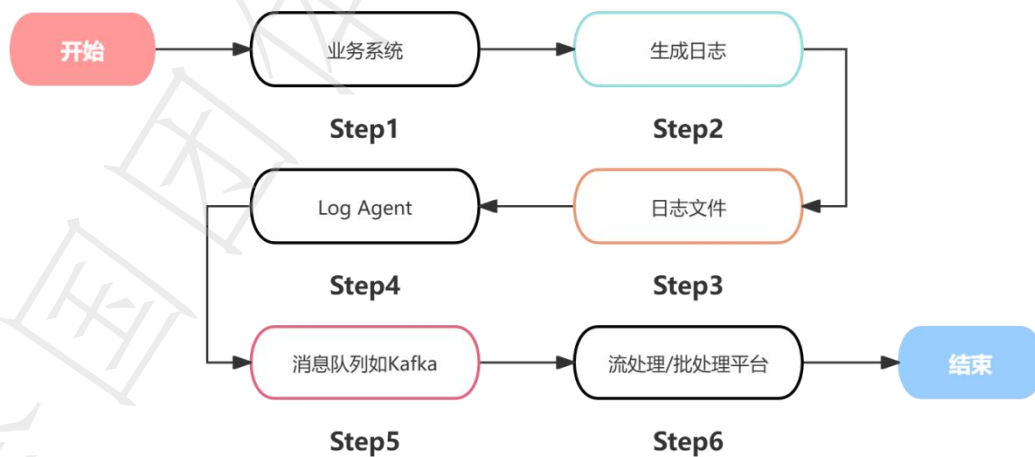 开始
业务系统
生成日志
Step1
Step2
Log Agent
日志文件
Step4
Step3
消息队列如Kafka
流处理/批处理平台
结束
Step5
Step6